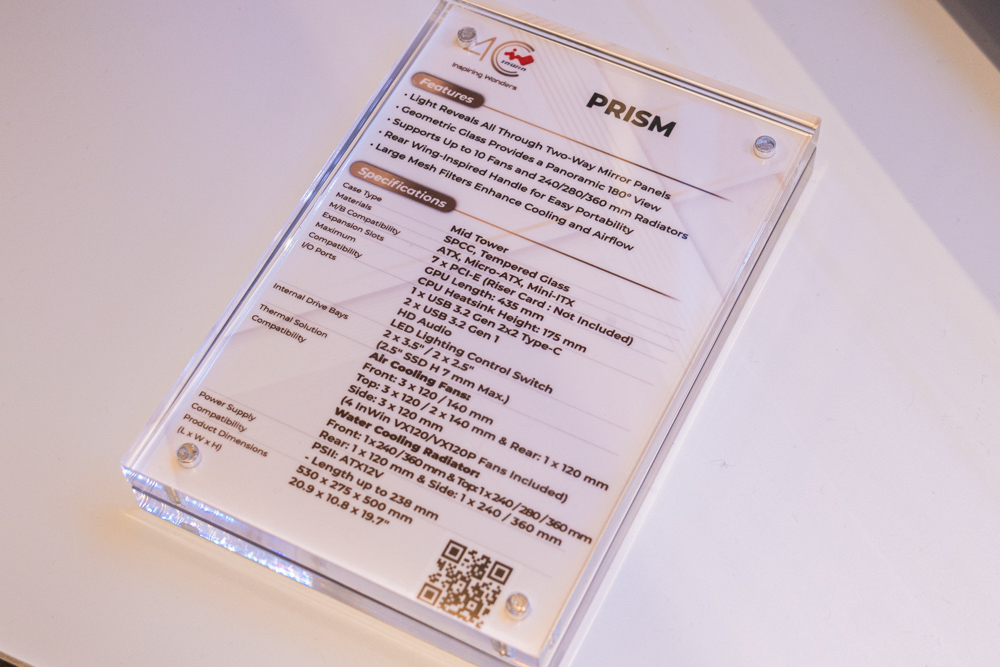 40
InWin
Inspiring Wonders
PRISM
Features
• Light Reveals All Through Two-Way Mirror Panels
• Geometric Glass Provides a Panoramic 180° View
• Supports Up to 10 Fans and 240/280/360 mm Radiators
• Rear Wing-Inspired Handle for Easy Portability
• Large Mesh Filters Enhance Cooling and Airflow
Specifications
Case Type Mid Tower
Materials SPCC, Tempered Glass
M/B Compatibility ATX, Micro-ATX, Mini-ITX
Expansion Slots 7 x PCI-E (Riser Card : Not Included)
Maximum GPU Length: 435 mm
Compatibility CPU Heatsink Height: 175 mm
I/O Ports 1 x USB 3.2 Gen 2x2 Type-C
2 x USB 3.2 Gen 1
HD Audio
LED Lighting Control Switch
Internal Drive Bays 2 x 3.5" / 2 x 2.5"
(2.5" SSD H 7 mm Max.)
Thermal Solution Air Cooling Fans:
Compatibility Front: 3 x 120 / 140 mm
Top: 3 x 120 / 2 x 140 mm & Rear: 1 x 120 mm
Side: 3 x 120 mm
(4 InWin VX120/VX120P Fans Included)
Water Cooling Radiator:
Front: 1x240/360 mm & Top: 1x240/280/360 mm
Rear: 1 x 120 mm & Side: 1 x 240 / 360 mm
Power Supply PSII: ATX12V
Compatibility - Length up to 238 mm
Product Dimensions 530 x 275 x 500 mm
(L x W x H) 20.9 x 10.8 x 19.7"